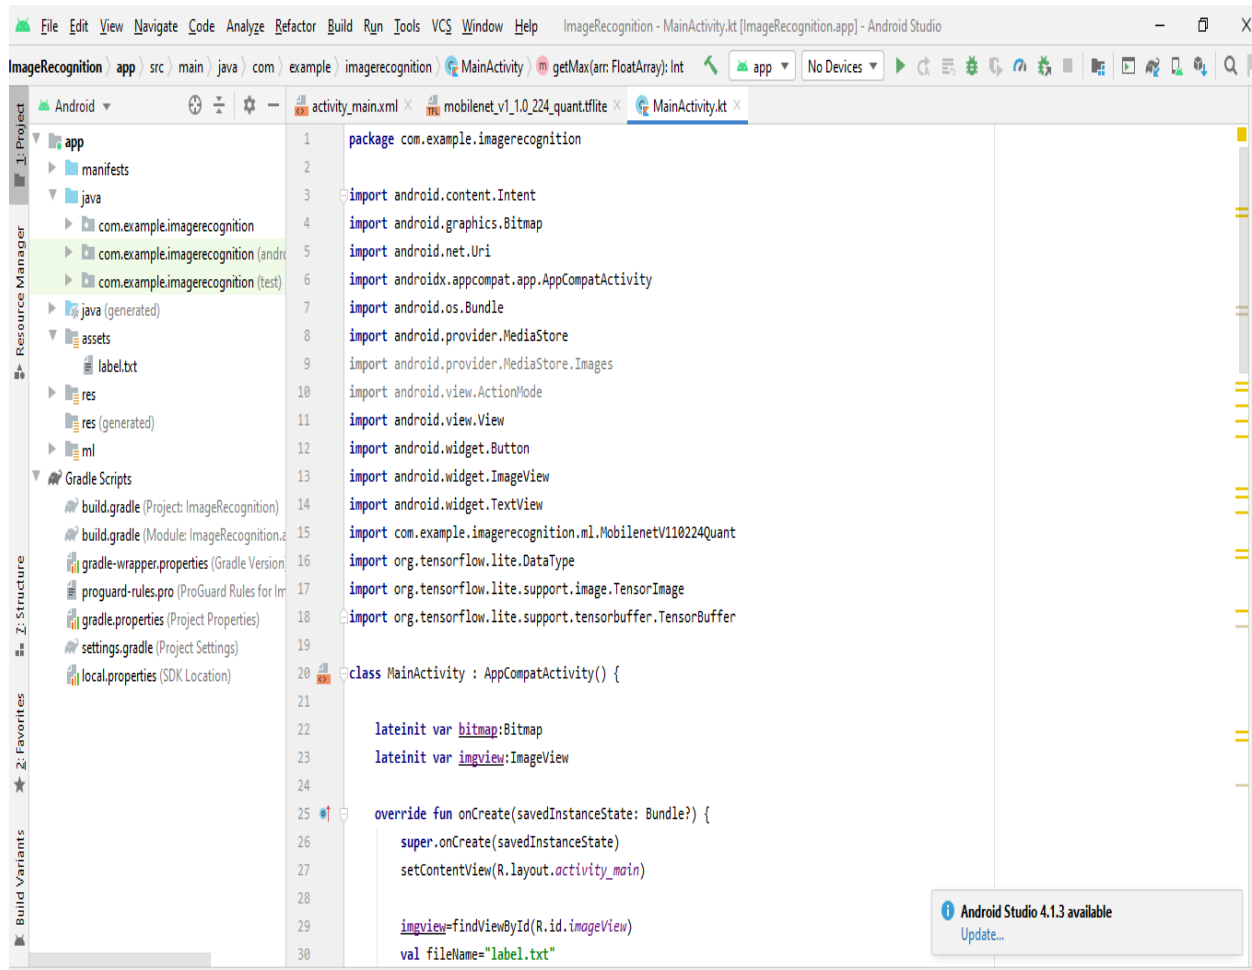 File Edit View Navigate Code Analyze Refactor Build Run Tools VCS Window Help ImageRecognition - MainActivity.kt [ImageRecognition.app] - Android Studio
ImageRecognition app src main java com example imagerecognition MainActivity getMax(arr: FloatArray): Int app No Devices
Android
activity_main.xml mobilenet_v1_1.0_224_quant.tflite MainActivity.kt
1: Project
Resource Manager
7: Structure
2: Favorites
Build Variants
app
manifests
java
com.example.imagerecognition
com.example.imagerecognition (andro
com.example.imagerecognition (test)
java (generated)
assets
label.txt
res
res (generated)
ml
Gradle Scripts
build.gradle (Project: ImageRecognition)
build.gradle (Module: ImageRecognition.a
gradle-wrapper.properties (Gradle Version
proguard-rules.pro (ProGuard Rules for Im
gradle.properties (Project Properties)
settings.gradle (Project Settings)
local.properties (SDK Location)
1 package com.example.imagerecognition
2
3 import android.content.Intent
4 import android.graphics.Bitmap
5 import android.net.Uri
6 import androidx.appcompat.app.AppCompatActivity
7 import android.os.Bundle
8 import android.provider.MediaStore
9 import android.provider.MediaStore.Images
10 import android.view.ActionMode
11 import android.view.View
12 import android.widget.Button
13 import android.widget.ImageView
14 import android.widget.TextView
15 import com.example.imagerecognition.ml.MobilenetV110224Quant
16 import org.tensorflow.lite.DataType
17 import org.tensorflow.lite.support.image.TensorImage
18 import org.tensorflow.lite.support.tensorbuffer.TensorBuffer
19
20 class MainActivity : AppCompatActivity() {
21
22 lateinit var bitmap:Bitmap
23 lateinit var imgview:ImageView
24
25 override fun onCreate(savedInstanceState: Bundle?) {
26 super.onCreate(savedInstanceState)
27 setContentView(R.layout.activity_main)
28
29 imgview=findViewById(R.id.imageView)
30 val fileName="label.txt"
Android Studio 4.1.3 available
Update...